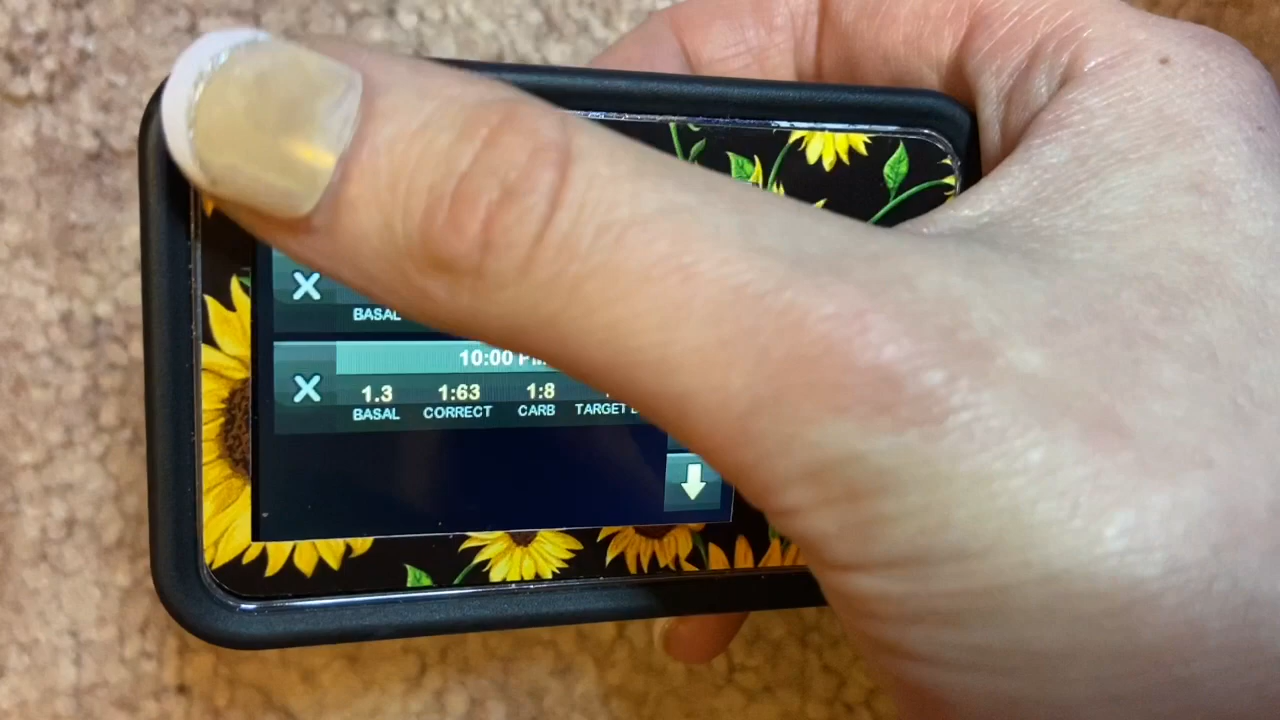 BASAL
10:00
1.3 1:63 1:8
BASAL CORRECT CARB TARGET